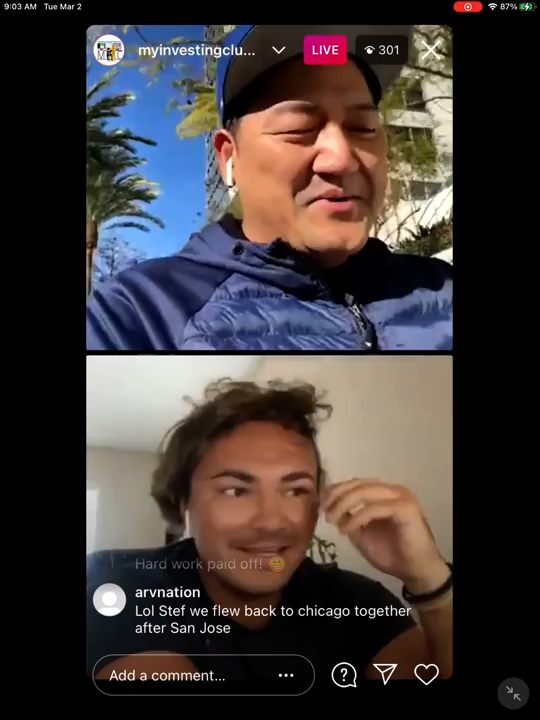 9:03 AM Tue Mar 2
87%
myinvestingclu...
LIVE
301
Hard work paid off! 😁
arvnation
Lol Stef we flew back to chicago together
after San Jose
Add a comment...